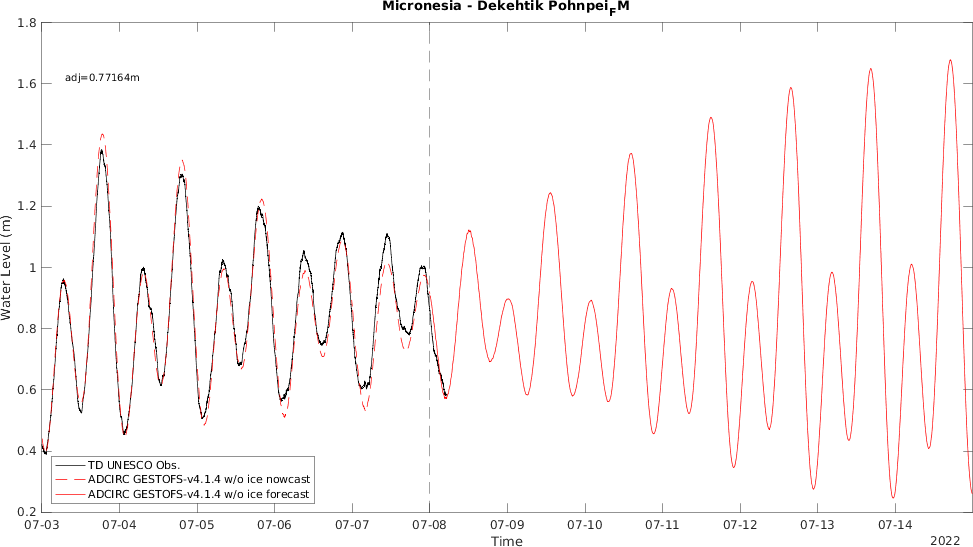 Micronesia - Dekehtik PohnpeiFM
1.8
adj=0.77164m
1.6
1.4
1.2
1
0.8
0.6
0.4
0.2
Water Level (m)
TD UNESCO Obs.
ADCIRC GESTOFS-v4.1.4 w/o ice nowcast
ADCIRC GESTOFS-v4.1.4 w/o ice forecast
07-03 07-04 07-05 07-06 07-07 07-08 07-09 07-10 07-11 07-12 07-13 07-14
Time
2022